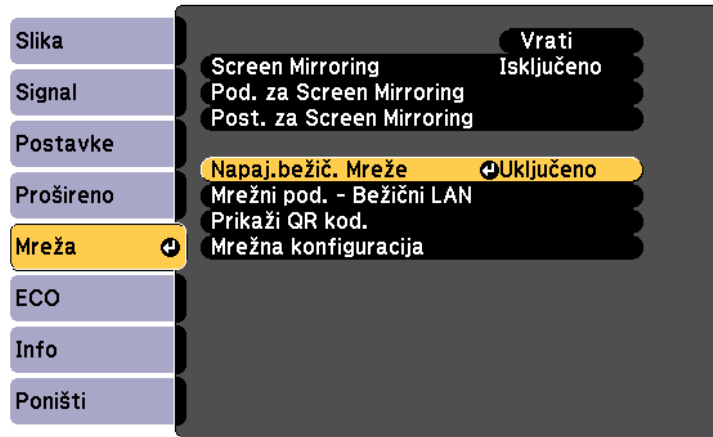 Slika
Signal
Postavke
Prošireno
Mreža
ECO
Info
Poništi
Vrati
Screen Mirroring Isključeno
Pod. za Screen Mirroring
Post. za Screen Mirroring
Napaj.bežič. Mreže Uključeno
Mrežni pod. - Bežični LAN
Prikaži QR kod.
Mrežna konfiguracija